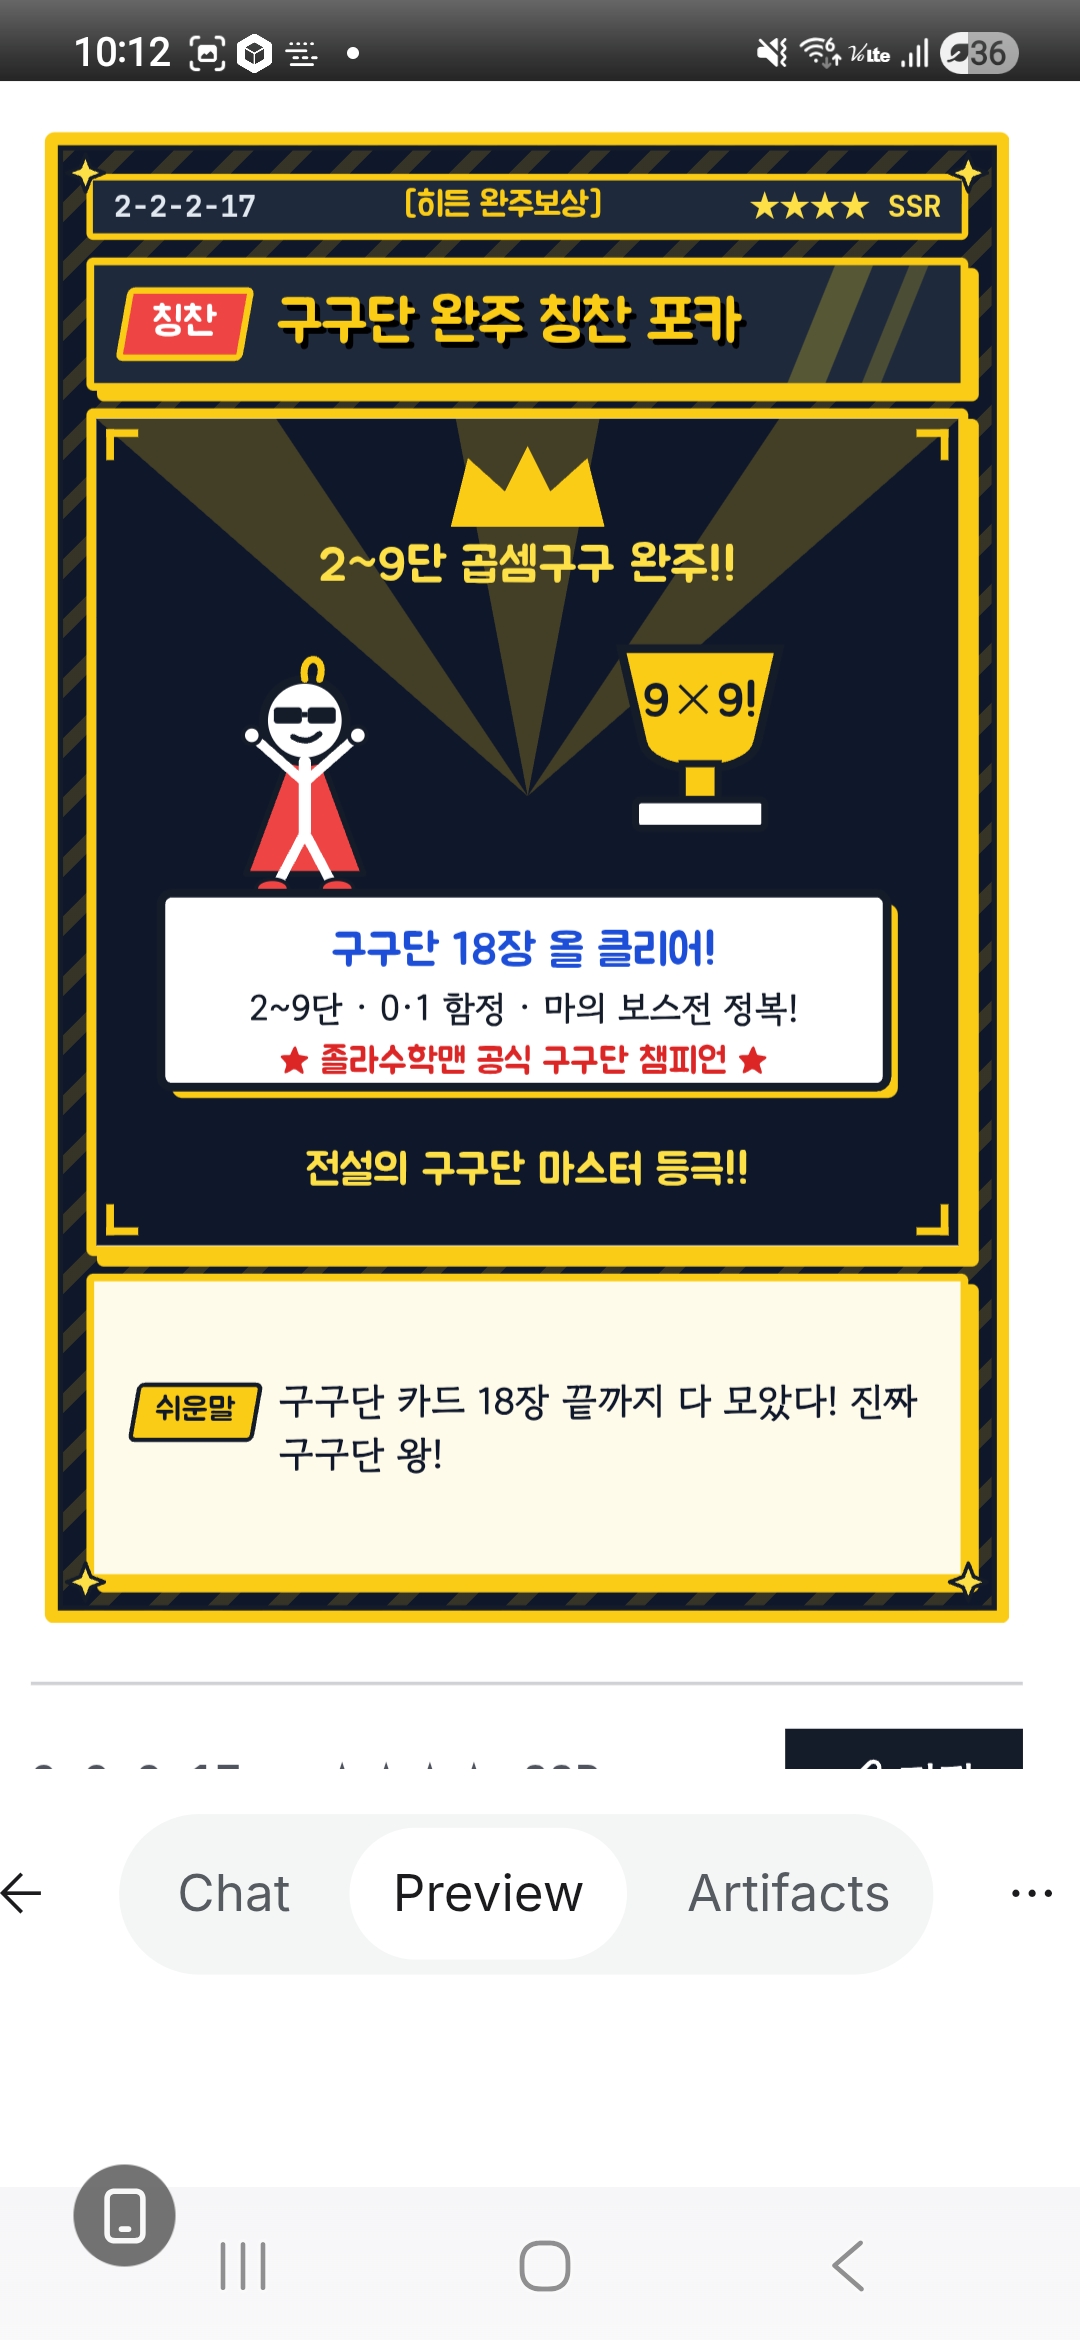 10:12
VoLte
36
2-2-2-17
[히든 완주보상]
★★★★ SSR
칭찬
구구단 완주 칭찬 포카
2~9단 곱셈구구 완주!!
9×9!
구구단 18장 올 클리어!
2~9단 · 0·1 함정 · 마의 보스전 정복!
★ 졸라수학맨 공식 구구단 챔피언 ★
전설의 구구단 마스터 등극!!
쉬운말
구구단 카드 18장 끝까지 다 모았다! 진짜
구구단 왕!
Chat
Preview
Artifacts